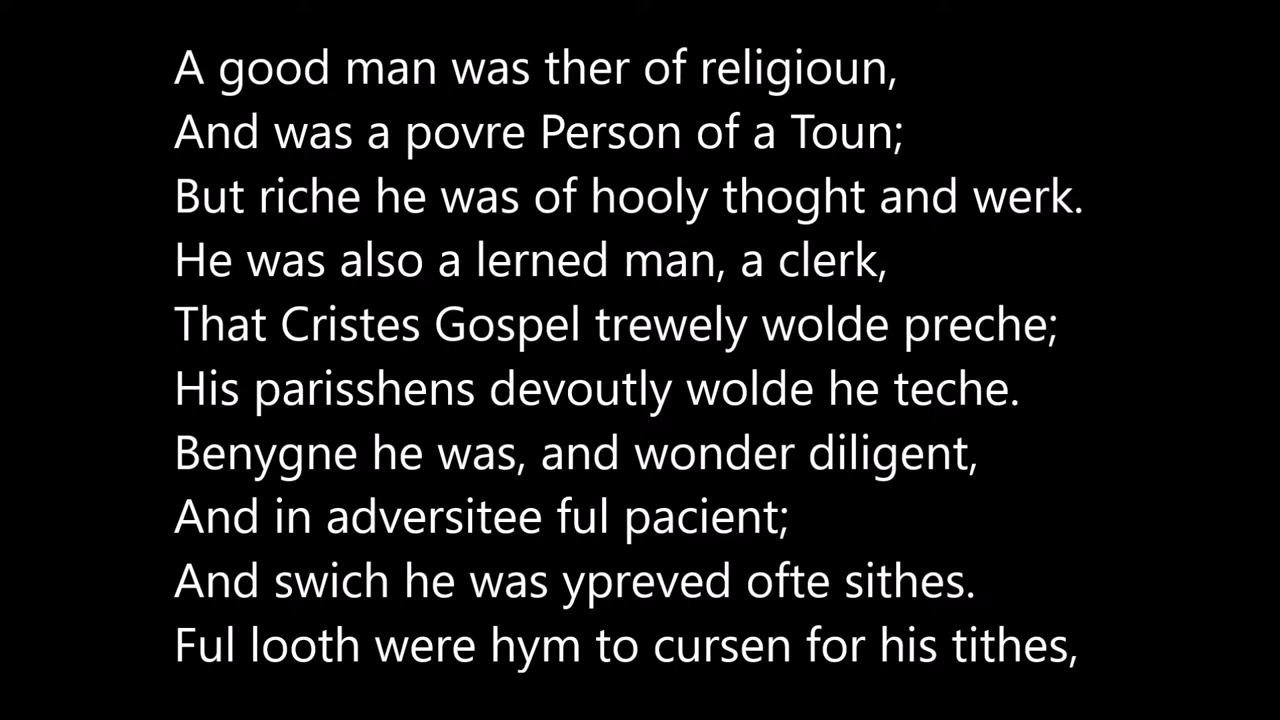 A good man was ther of religioun,
And was a povre Person of a Toun;
But riche he was of hooly thoght and werk.
He was also a lerned man, a clerk,
That Cristes Gospel trewely wolde preche;
His parisshens devoutly wolde he teche.
Benygne he was, and wonder diligent,
And in adversitee ful pacient;
And swich he was ypreved ofte sithes.
Ful looth were hym to cursen for his tithes,